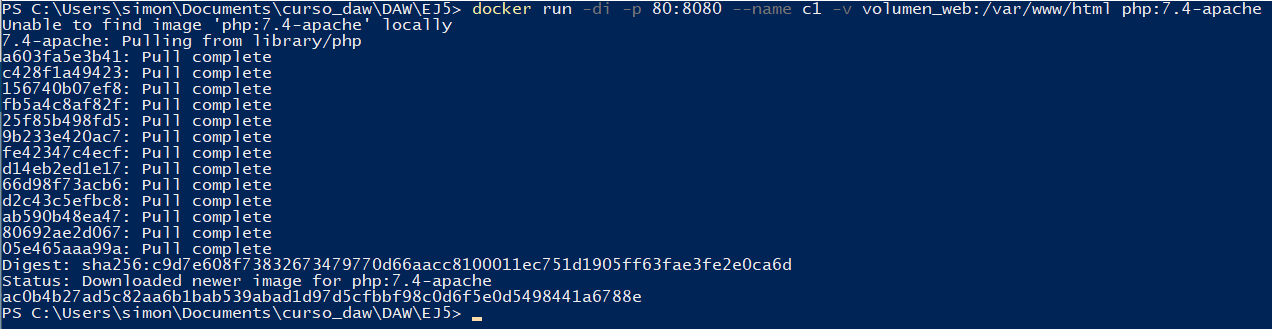 PS C:\Users\simon\Documents\curso_daw\DAW\EJ5> docker run -di -p 80:8080 --name c1 -v volumen_web:/var/www/html php:7.4-apache
Unable to find image 'php:7.4-apache' locally
7.4-apache: Pulling from library/php
a603fa5e3b41: Pull complete
c428f1a49423: Pull complete
156740b07ef8: Pull complete
fb5a4c8af82f: Pull complete
25f85b498fd5: Pull complete
9b233e420ac7: Pull complete
fe42347c4ecf: Pull complete
d14eb2ed1e17: Pull complete
66d98f73acb6: Pull complete
d2c43c5efbc8: Pull complete
ab590b48ea47: Pull complete
80692ae2d067: Pull complete
05e465aaa99a: Pull complete
Digest: sha256:c9d7e608f73832673479770d66aacc8100011ec751d1905ff63fae3fe2e0ca6d
Status: Downloaded newer image for php:7.4-apache
ac0b4b27ad5c82aa6b1bab539abad1d97d5cfbbf98c0d6f5e0d5498441a6788e
PS C:\Users\simon\Documents\curso_daw\DAW\EJ5>